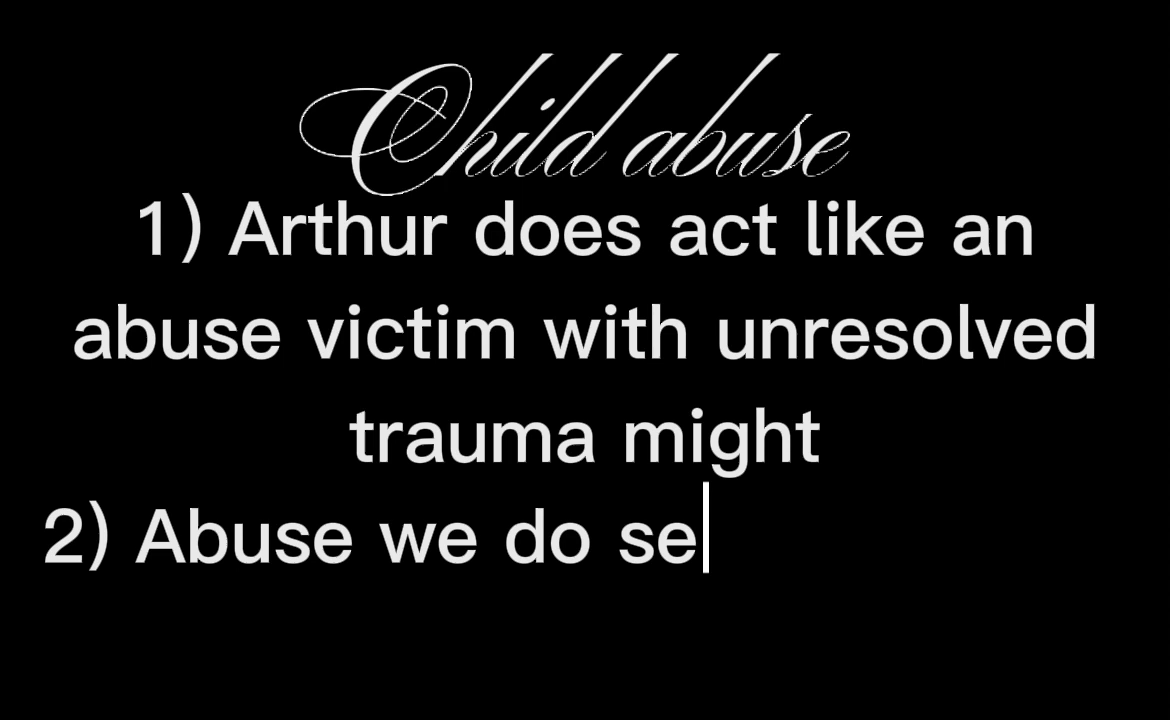 Child abuse
1) Arthur does act like an
abuse victim with unresolved
trauma might
2) Abuse we do se